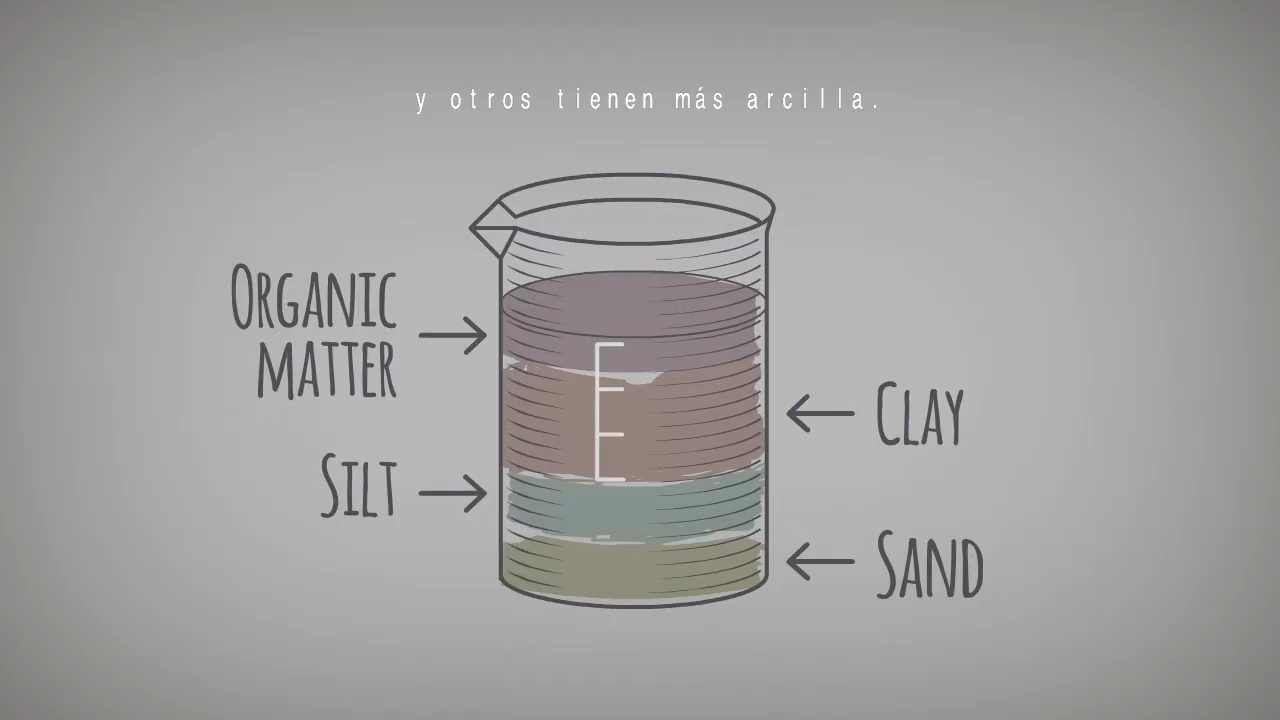 y otros tienen más arcilla.
ORGANIC
MATTER
CLAY
SILT
SAND